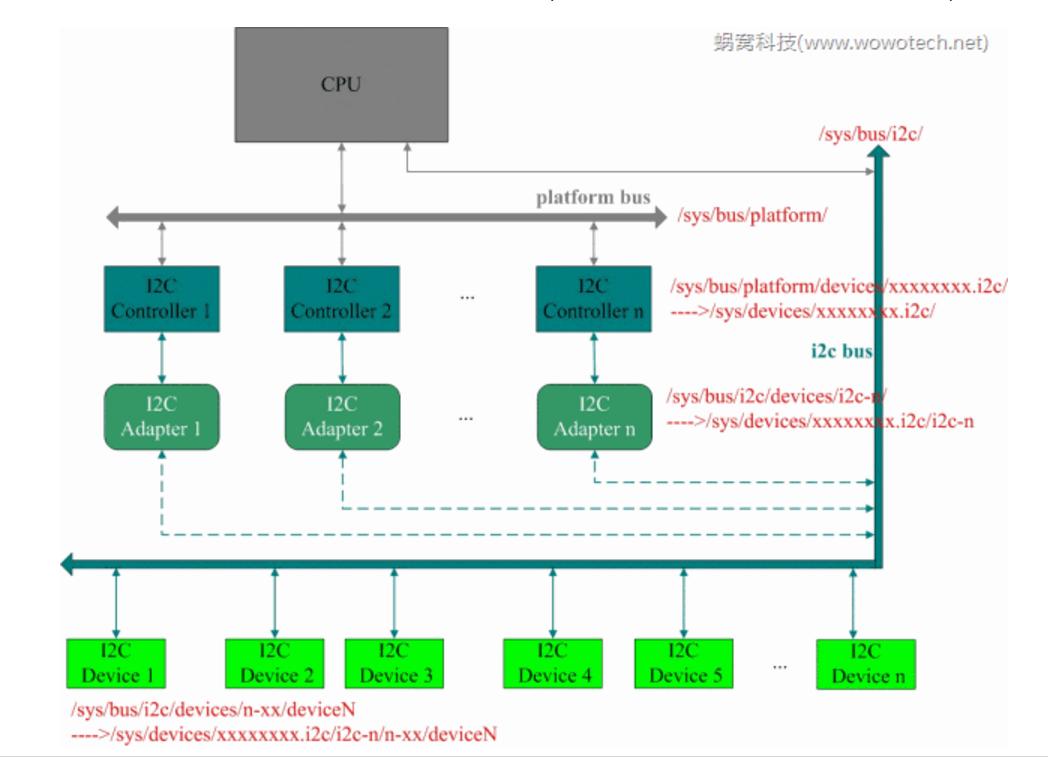 蜗窝科技(www.wowotech.net)
CPU
/sys/bus/i2c/
platform bus
/sys/bus/platform/
I2C
Controller 1
I2C
Controller 2
...
I2C
Controller n
/sys/bus/platform/devices/xxxxxxxx.i2c/
---->/sys/devices/xxxxxxxx.i2c/
i2c bus
I2C
Adapter 1
I2C
Adapter 2
...
I2C
Adapter n
/sys/bus/i2c/devices/i2c-n/
---->/sys/devices/xxxxxxxx.i2c/i2c-n
I2C
Device 1
I2C
Device 2
I2C
Device 3
I2C
Device 4
I2C
Device 5
...
I2C
Device n
/sys/bus/i2c/devices/n-xx/deviceN
---->/sys/devices/xxxxxxxx.i2c/i2c-n/n-xx/deviceN